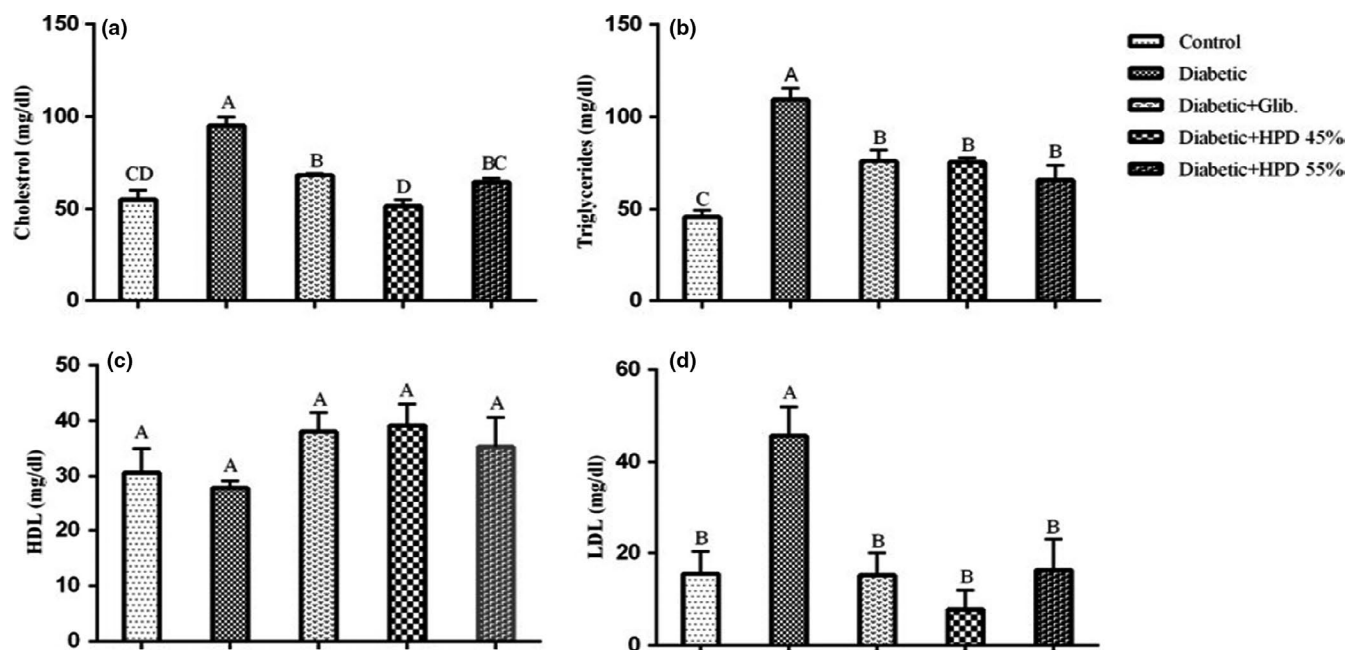 (a)
150
100
50
0
Cholestrol (mg/dl)
CD
A
B
D
BC
(b)
150
100
50
0
Triglycerides (mg/dl)
C
A
B
B
B
Control
Diabetic
Diabetic+Glib.
Diabetic+HPD 45%
Diabetic+HPD 55%
(c)
50
40
30
20
10
0
HDL (mg/dl)
A
A
A
A
A
(d)
60
40
20
0
LDL (mg/dl)
B
A
B
B
B